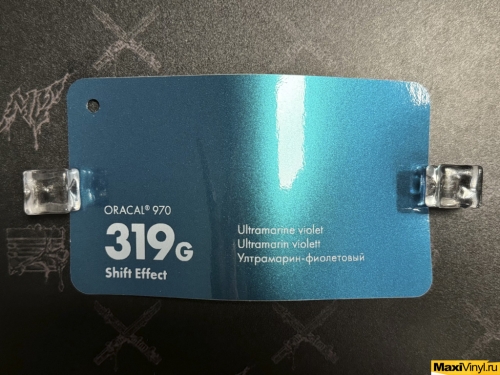 ORACAL® 970
319G
Shift Effect
Ultramarine violet
Ultramarin violett
Ултрамарин-фиолетовый
MaxiVinyl.ru